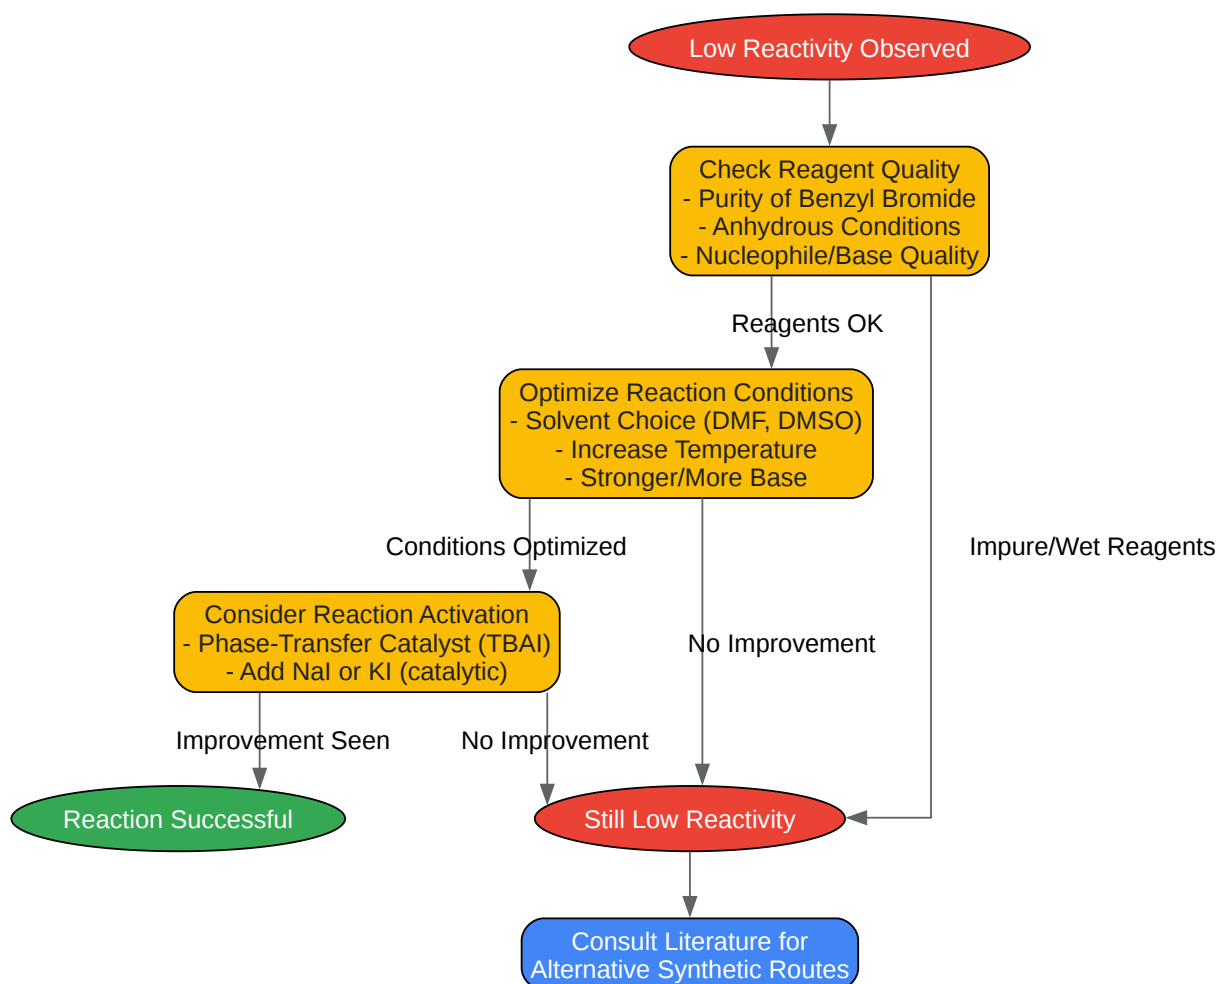 Low Reactivity Observed
Check Reagent Quality
- Purity of Benzyl Bromide
- Anhydrous Conditions
- Nucleophile/Base Quality
Reagents OK
Optimize Reaction Conditions
- Solvent Choice (DMF, DMSO)
- Increase Temperature
- Stronger/More Base
Conditions Optimized
Impure/Wet Reagents
Consider Reaction Activation
- Phase-Transfer Catalyst (TBAI)
- Add NaI or KI (catalytic)
No Improvement
Improvement Seen
No Improvement
Reaction Successful
Still Low Reactivity
Consult Literature for
Alternative Synthetic Routes